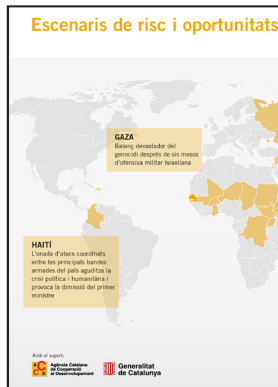 Escenaris de risc i oportunitats
GAZA
Balanç devastador del
genocidi després de sis mesos
d'ofensiva militar israeliana
HAITÍ
L'onada d'atacs coordinats
entre les principals bandes
armades del país aguditza la
crisi política i humanitària i
provoca la dimissió del primer
ministre
Amb el suport:
Agència Catalana
de Cooperació
al Desenvolupament
Generalitat
de Catalunya